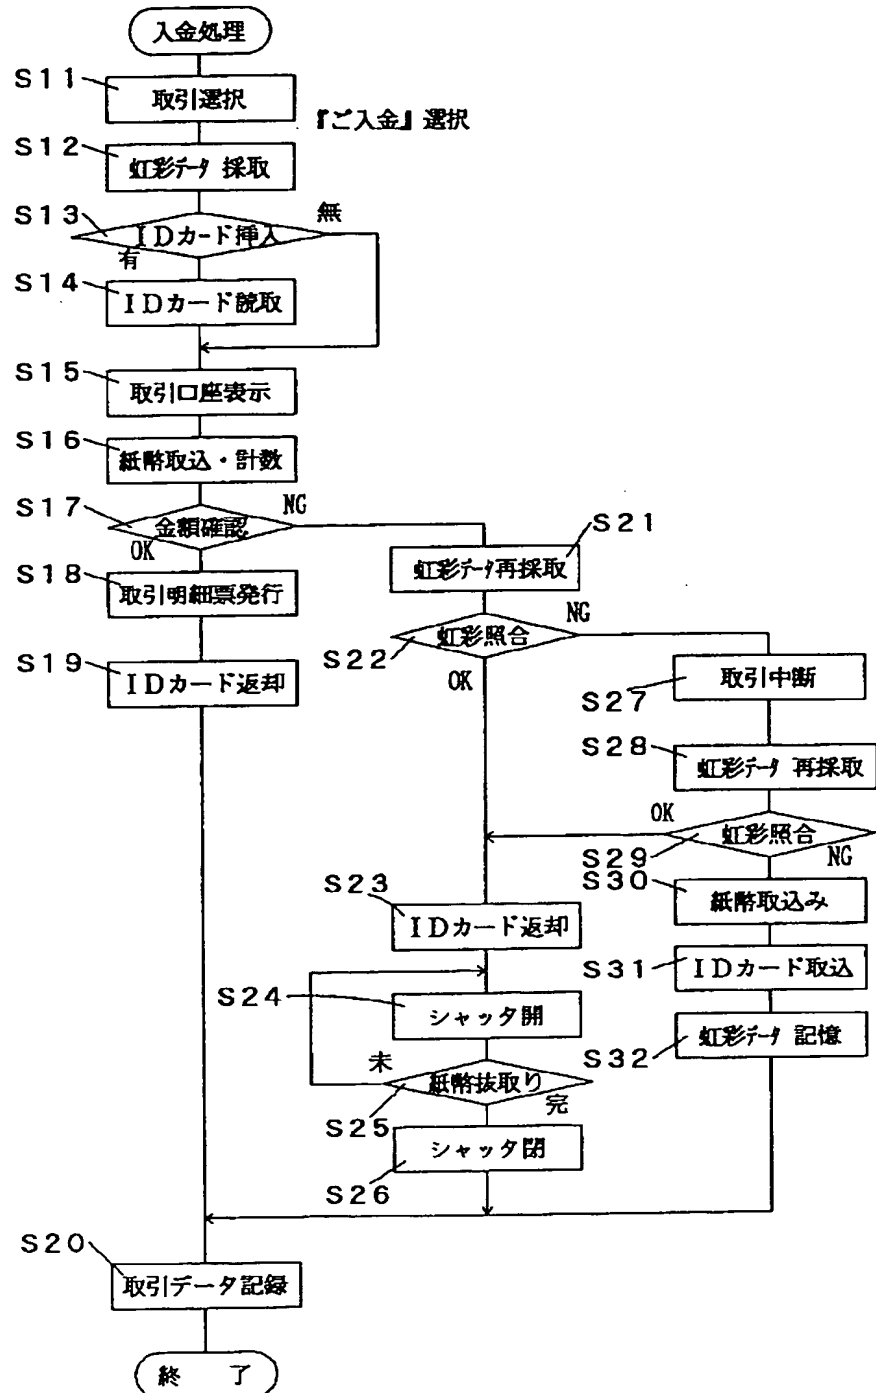 入金処理
S11
取引選択
『ご入金』選択
S12
虹彩データ 採取
S13
IDカード挿入
無
有
S14
IDカード読取
S15
取引口座表示
S16
紙幣取込・計数
S17
金額確認
NG
OK
S18
取引明細票発行
S19
IDカード返却
S21
虹彩データ再採取
S22
虹彩照合
NG
OK
S27
取引中断
S28
虹彩データ 再採取
OK
S29
虹彩照合
NG
S30
紙幣取込み
S23
IDカード返却
S31
IDカード取込
S24
シャッタ開
S32
虹彩データ 記憶
未
S25
紙幣抜取り
完
S26
シャッタ閉
S20
取引データ記録
終 了